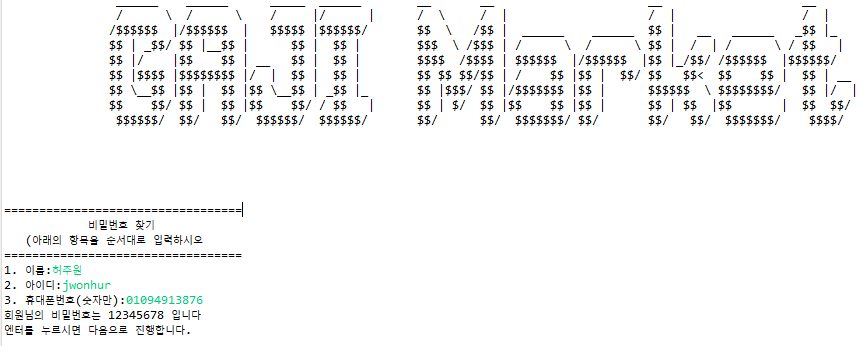 GAJI Market
==================================
비밀번호 찾기
(아래의 항목을 순서대로 입력하시오
==================================
1. 이름:허주원
2. 아이디:jwonhur
3. 휴대폰번호(숫자만):01094913876
회원님의 비밀번호는 12345678 입니다
엔터를 누르시면 다음으로 진행합니다.